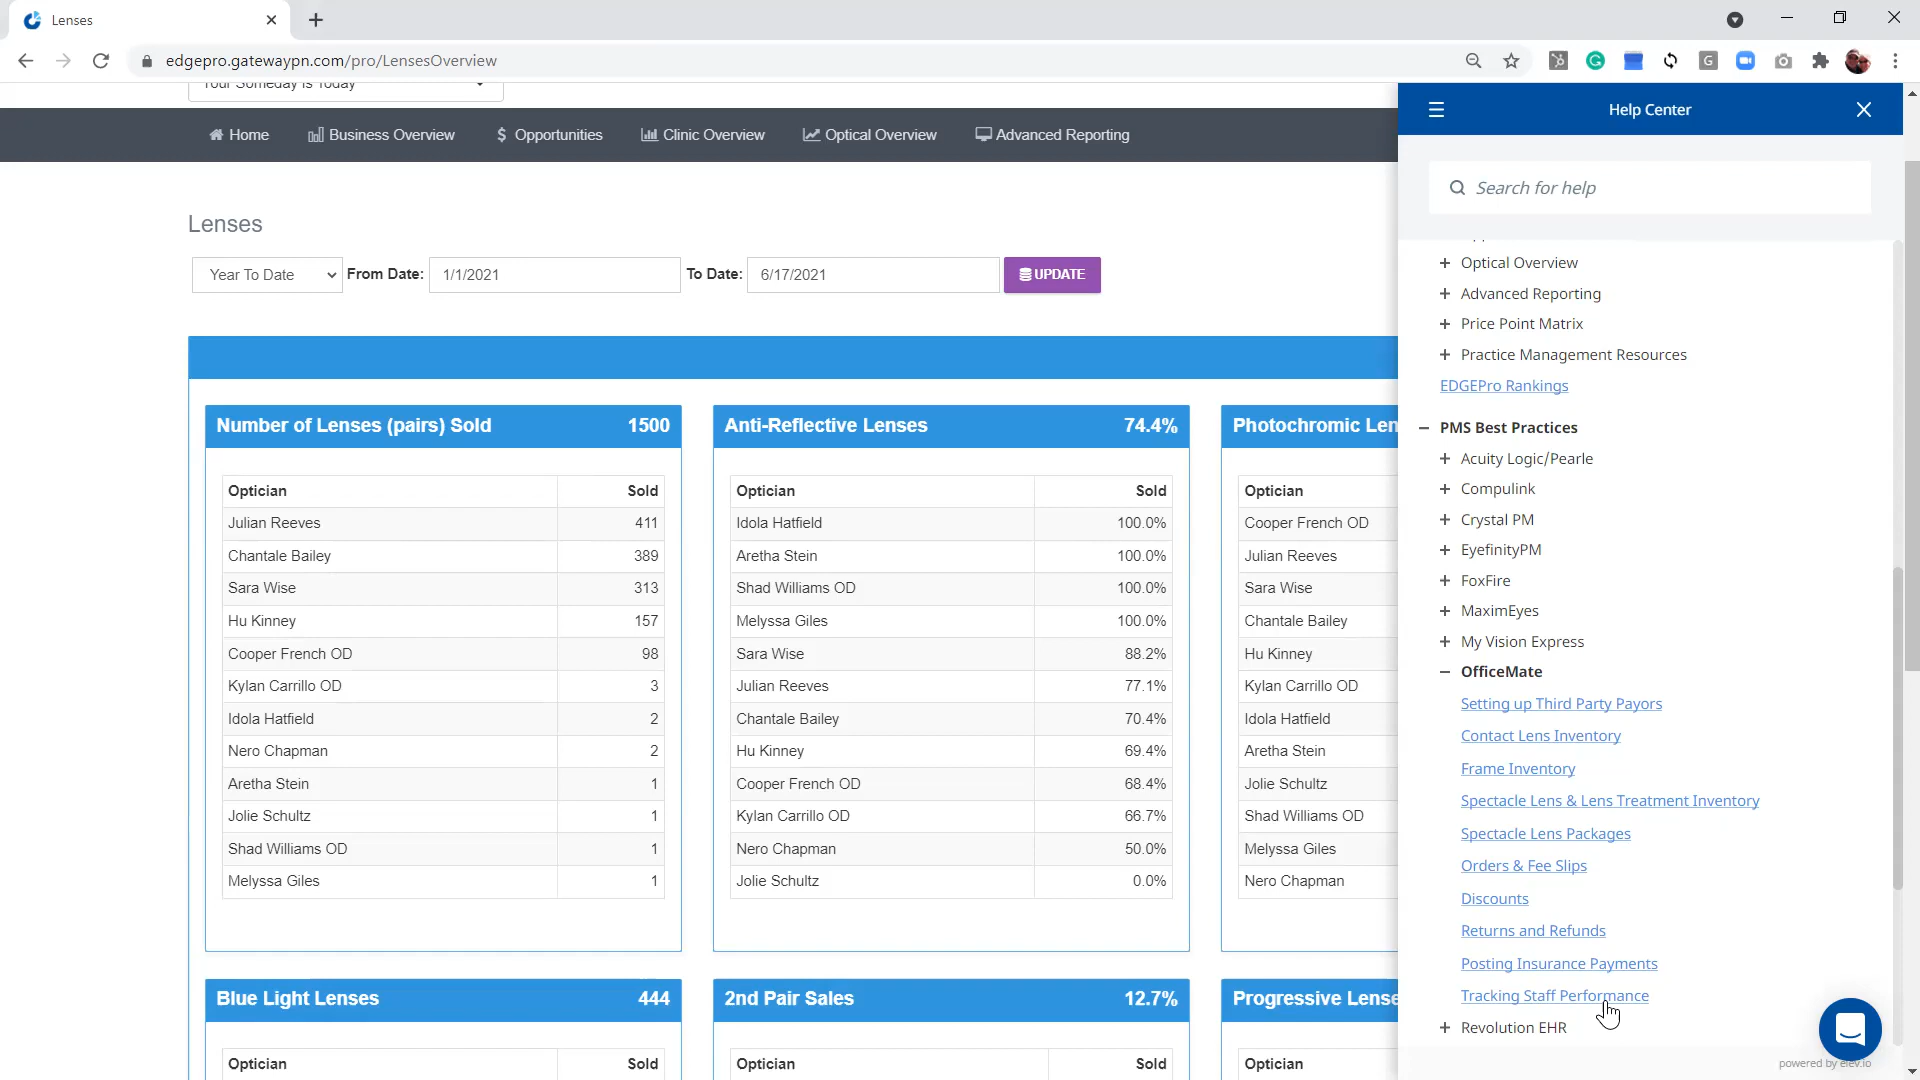 Lenses
edgepro.gatewaypn.com/pro/LensesOverview
Your Someday is Today
Home
Business Overview
$ Opportunities
Clinic Overview
Optical Overview
Advanced Reporting
Lenses
Year To Date
From Date:
1/1/2021
To Date:
6/17/2021
UPDATE
Number of Lenses (pairs) Sold 1500
Optician Sold
Julian Reeves 411
Chantale Bailey 389
Sara Wise 313
Hu Kinney 157
Cooper French OD 98
Kylan Carrillo OD 3
Idola Hatfield 2
Nero Chapman 2
Aretha Stein 1
Jolie Schultz 1
Shad Williams OD 1
Melyssa Giles 1
Anti-Reflective Lenses 74.4%
Optician Sold
Idola Hatfield 100.0%
Aretha Stein 100.0%
Shad Williams OD 100.0%
Melyssa Giles 100.0%
Sara Wise 88.2%
Julian Reeves 77.1%
Chantale Bailey 70.4%
Hu Kinney 69.4%
Cooper French OD 68.4%
Kylan Carrillo OD 66.7%
Nero Chapman 50.0%
Jolie Schultz 0.0%
Photochromic Len
Optician
Cooper French OD
Julian Reeves
Sara Wise
Chantale Bailey
Hu Kinney
Kylan Carrillo OD
Idola Hatfield
Aretha Stein
Jolie Schultz
Shad Williams OD
Melyssa Giles
Nero Chapman
Blue Light Lenses 444
Optician Sold
2nd Pair Sales 12.7%
Optician Sold
Progressive Lense
Optician
Help Center
Search for help
Optical Overview
Advanced Reporting
Price Point Matrix
Practice Management Resources
EDGEPro Rankings
PMS Best Practices
Acuity Logic/Pearle
Compulink
Crystal PM
EyefinityPM
FoxFire
MaximEyes
My Vision Express
OfficeMate
Setting up Third Party Payors
Contact Lens Inventory
Frame Inventory
Spectacle Lens & Lens Treatment Inventory
Spectacle Lens Packages
Orders & Fee Slips
Discounts
Returns and Refunds
Posting Insurance Payments
Tracking Staff Performance
Revolution EHR
powered by elev.io